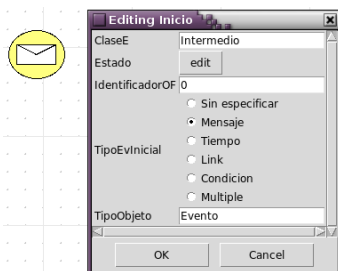 Editing Inicio
ClaseE Intermedio
Estado edit
IdentificadorOF 0
Sin especificar
Mensaje
TipoEvInicial
Tiempo
Link
Condicion
Multiple
TipoObjeto Evento
OK Cancel